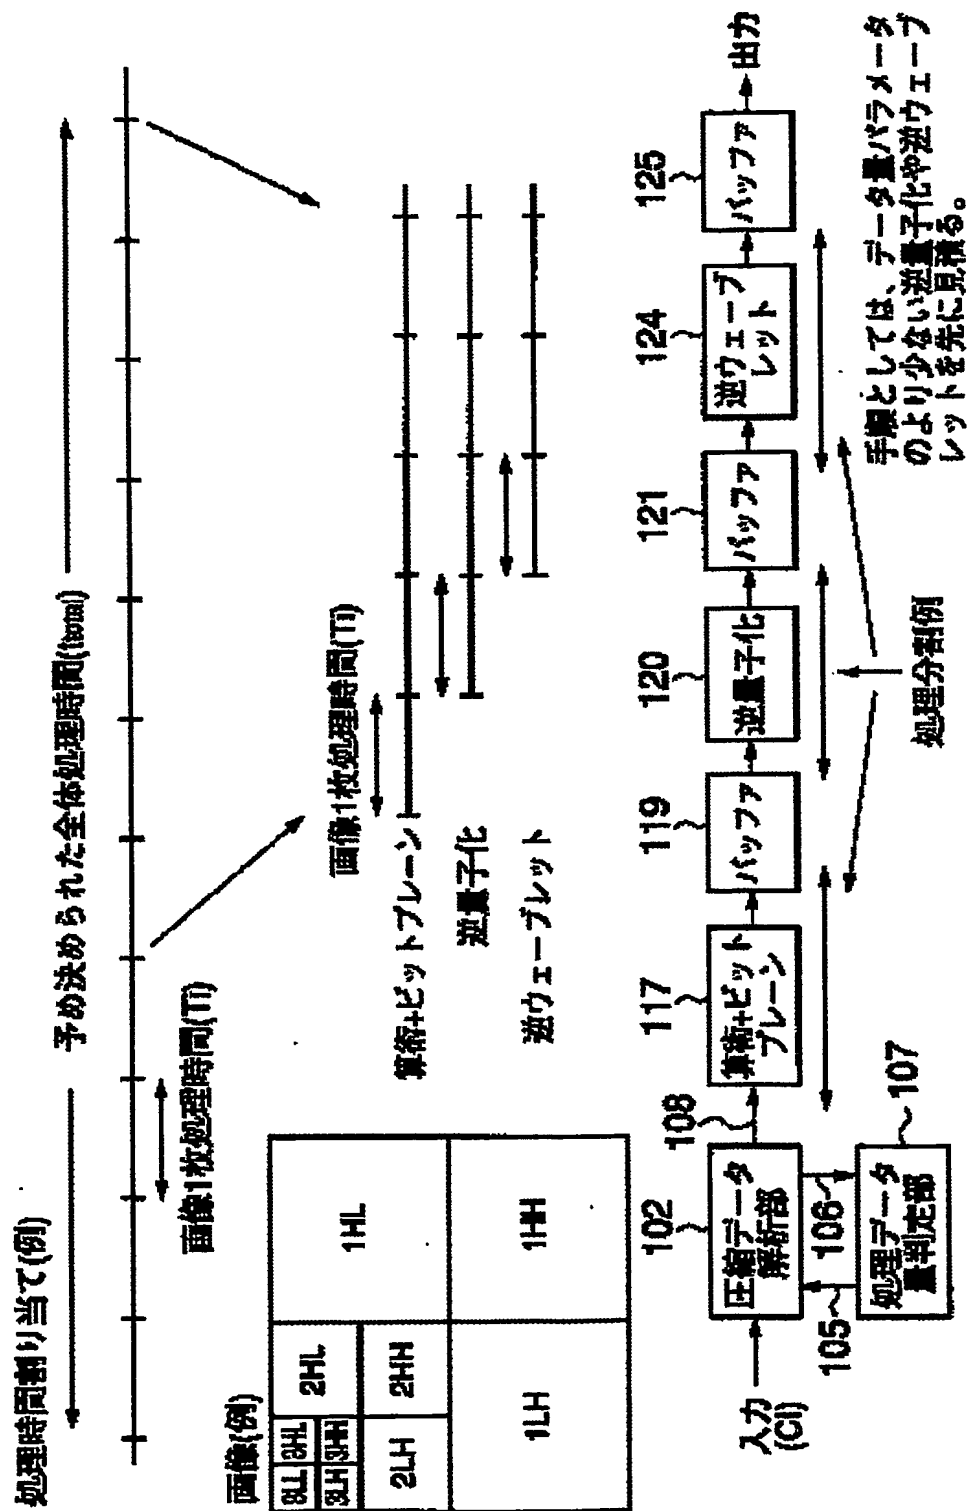 処理時間割り当て(例)
予め決められた全体処理時間(ttotal)
画像1枚処理時間(Ti)
画像(例)
3LL
3HL
3LH
3HH
2HL
2LH
2HH
1HL
1LH
1HH
画像1枚処理時間(Ti)
算術+ビットプレーン
逆量子化
逆ウェーブレット
入力
(CI)
102
圧縮データ
解析部
105
106
107
処理データ
量判定部
108
117
算術+ビット
プレーン
119
バッファ
120
逆量子化
121
バッファ
124
逆ウェーブ
レット
125
バッファ
出力
処理分割例
手順としては、データ量パラメータ
のより少ない逆量子化や逆ウェーブ
レットを先に見積る。